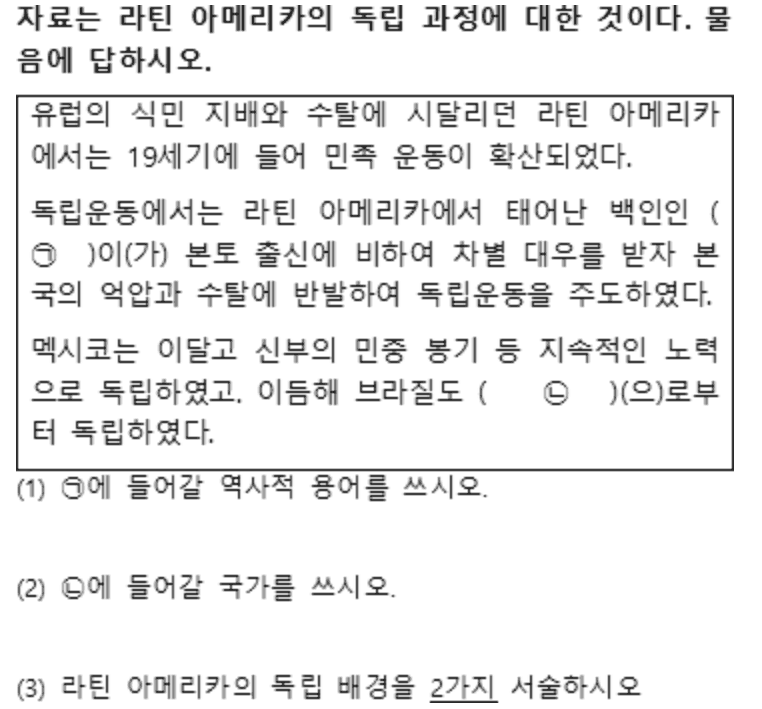 자료는 라틴 아메리카의 독립 과정에 대한 것이다. 물
음에 답하시오.
유럽의 식민 지배와 수탈에 시달리던 라틴 아메리카
에서는 19세기에 들어 민족 운동이 확산되었다.
독립운동에서는 라틴 아메리카에서 태어난 백인인 (
㉠ )이(가) 본토 출신에 비하여 차별 대우를 받자 본
국의 억압과 수탈에 반발하여 독립운동을 주도하였다.
멕시코는 이달고 신부의 민중 봉기 등 지속적인 노력
으로 독립하였고, 이듬해 브라질도 ( ㉡ )(으)로부
터 독립하였다.
(1) ㉠에 들어갈 역사적 용어를 쓰시오.
(2) ㉡에 들어갈 국가를 쓰시오.
(3) 라틴 아메리카의 독립 배경을 2가지 서술하시오